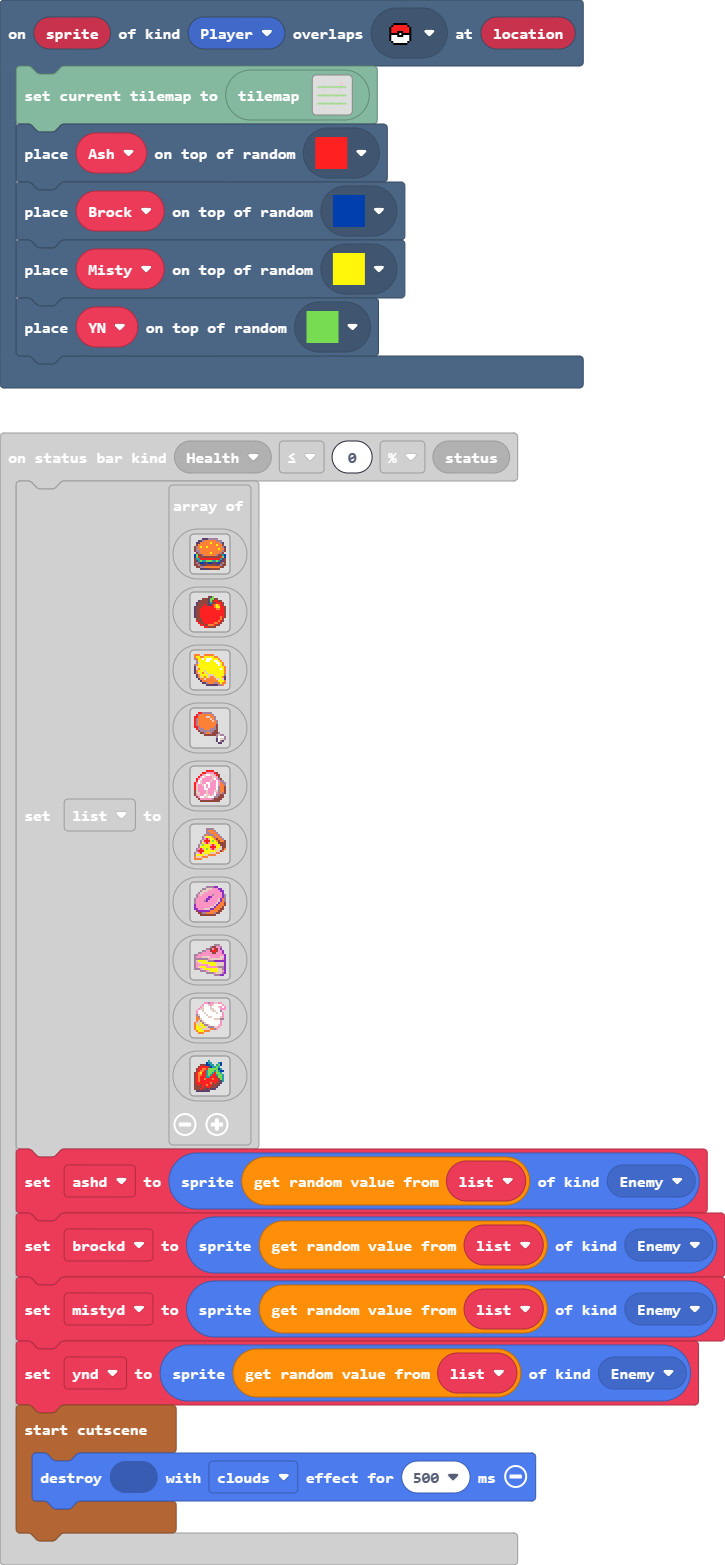 on sprite of kind Player overlaps at location
set current tilemap to tilemap
place Ash on top of random
place Brock on top of random
place Misty on top of random
place YN on top of random
on status bar kind Health ≤ 0 % status
array of
set list to
set ashd to sprite get random value from list of kind Enemy
set brockd to sprite get random value from list of kind Enemy
set mistyd to sprite get random value from list of kind Enemy
set ynd to sprite get random value from list of kind Enemy
start cutscene
destroy with clouds effect for 500 ms